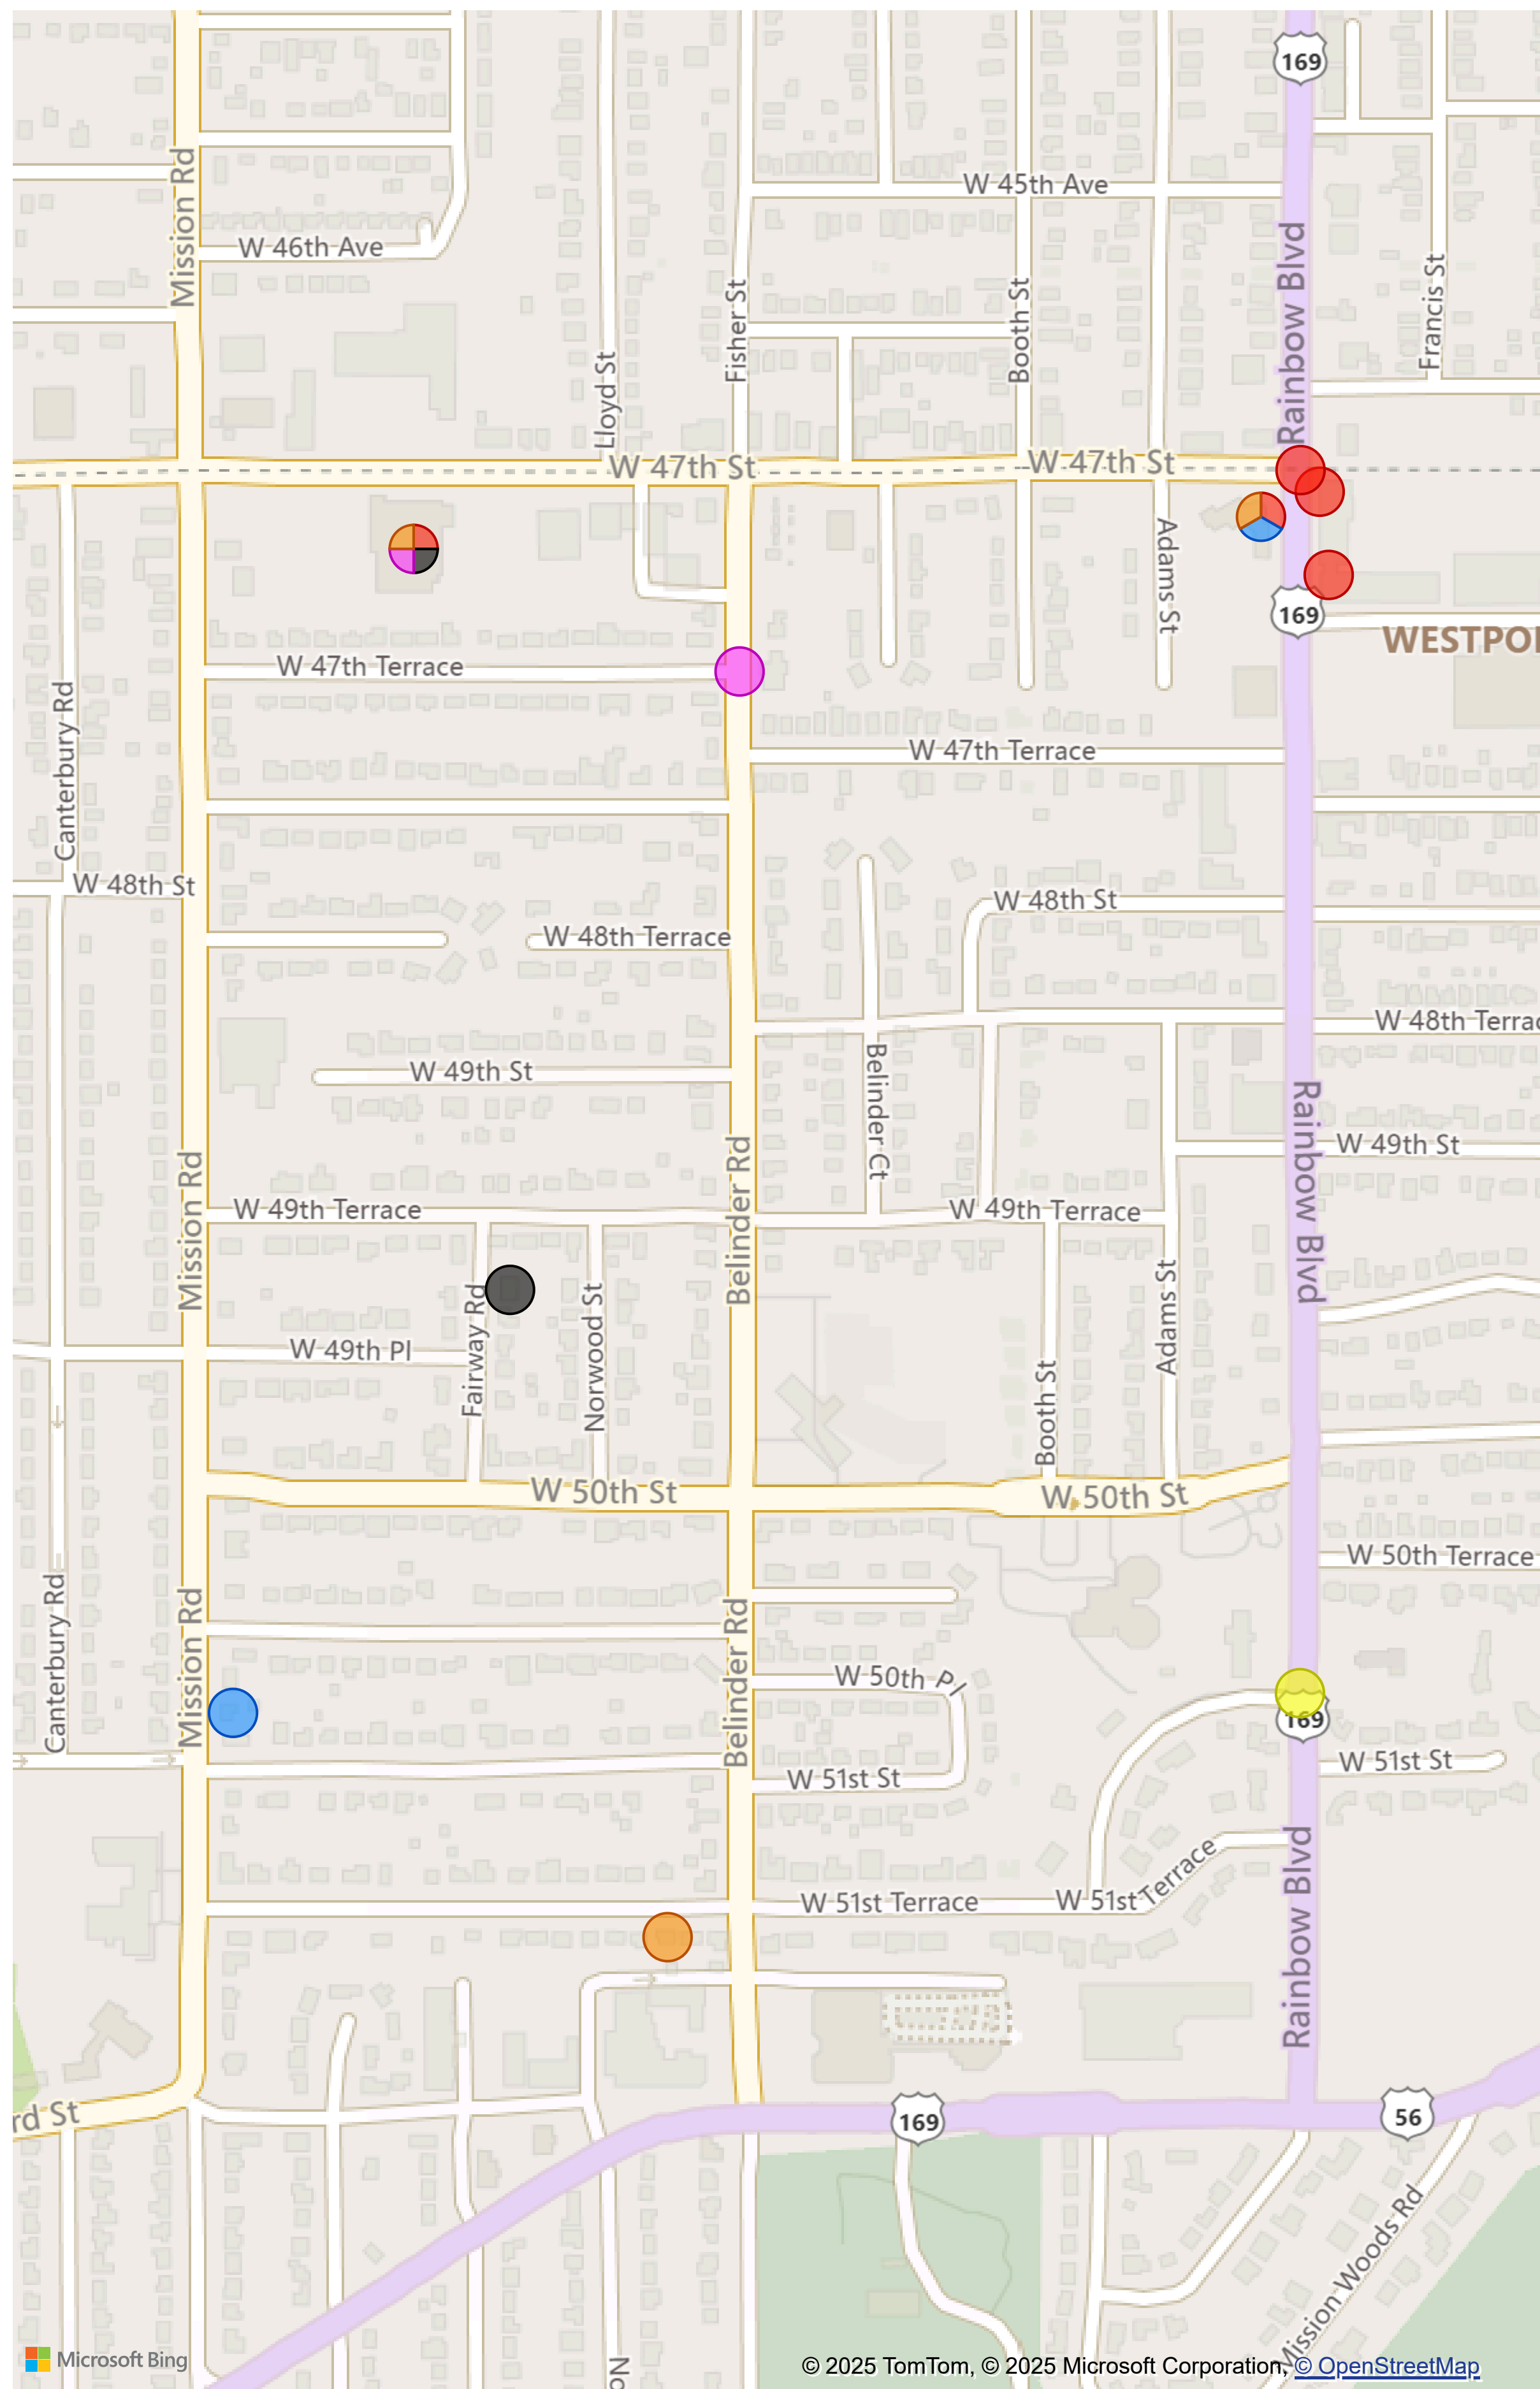 169
W 45th Ave
Mission Rd
W 46th Ave
Rainbow Blvd
Francis St
Fisher St
Booth St
Lloyd St
W 47th St
W 47th St
Adams St
169
WESTPO
W 47th Terrace
Canterbury Rd
W 47th Terrace
W 48th St
W 48th St
W 48th Terrace
W 48th Terrac
W 49th St
Belinder Ct
Rainbow Blvd
W 49th St
Mission Rd
Belinder Rd
W 49th Terrace
W 49th Terrace
Fairway Rd
Norwood St
Adams St
W 49th Pl
Booth St
W 50th St
W 50th St
W 50th Terrace
Canterbury Rd
Mission Rd
Belinder Rd
W 50th Pl
169
W 51st St
W 51st St
W 51st Terrace
W 51st Terrace
Rainbow Blvd
rd St
169
56
Mission Woods Rd
No
Microsoft Bing
© 2025 TomTom, © 2025 Microsoft Corporation, © OpenStreetMap